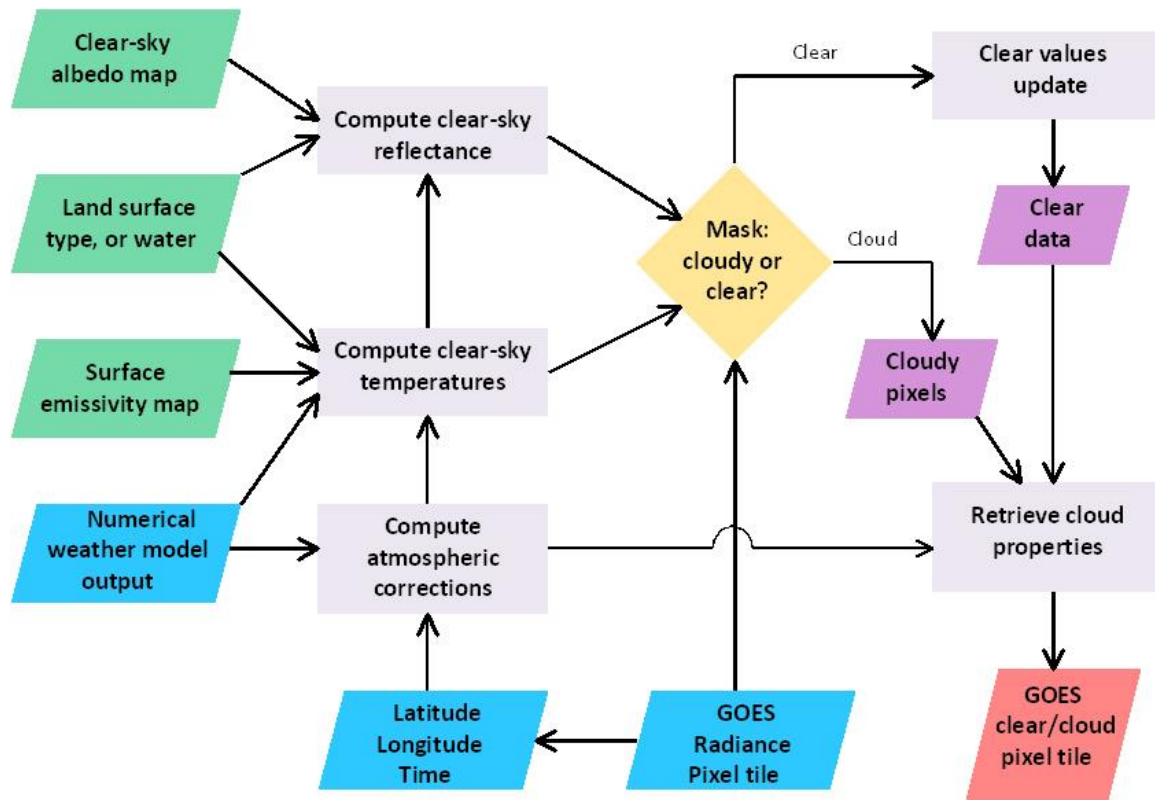 Clear-sky
albedo map
Land surface
type, or water
Surface
emissivity map
Numerical
weather model
output
Compute clear-sky
reflectance
Compute clear-sky
temperatures
Compute
atmospheric
corrections
Latitude
Longitude
Time
GOES
Radiance
Pixel tile
Mask:
cloudy or
clear?
Clear
Cloud
Clear values
update
Clear
data
Cloudy
pixels
Retrieve cloud
properties
GOES
clear/cloud
pixel tile